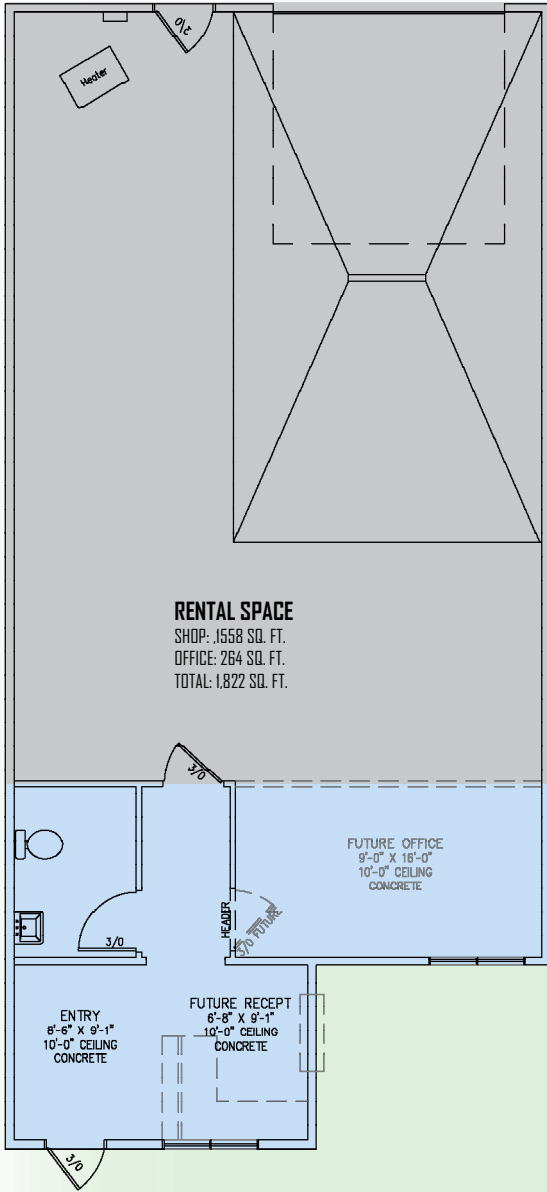 3/0
Heater
RENTAL SPACE
SHOP: ,1558 SQ. FT.
OFFICE: 264 SQ. FT.
TOTAL: 1,822 SQ. FT.
3/0
FUTURE OFFICE
9'-0" X 16'-0"
10'-0" CEILING
CONCRETE
HEADER
3/0 FUTURE
3/0
ENTRY
8'-6" X 9'-1"
10'-0" CEILING
CONCRETE
FUTURE RECEPT
6'-8" X 9'-1"
10'-0" CEILING
CONCRETE
3/0